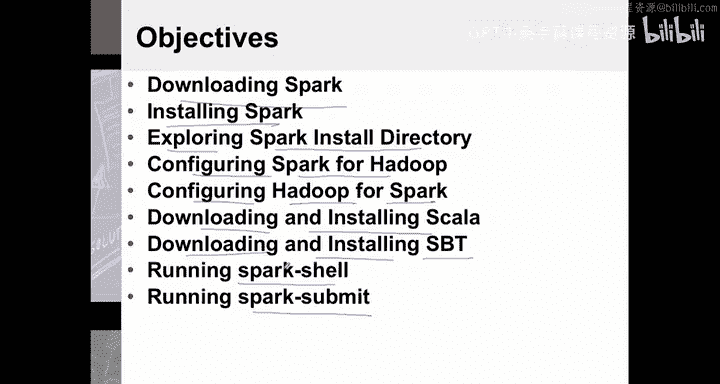 Objectives
• Downloading Spark
• Installing Spark
• Exploring Spark Install Directory
• Configuring Spark for Hadoop
• Configuring Hadoop for Spark
• Downloading and Installing Scala
• Downloading and Installing SBT
• Running spark-shell
• Running spark-submit
bilibili